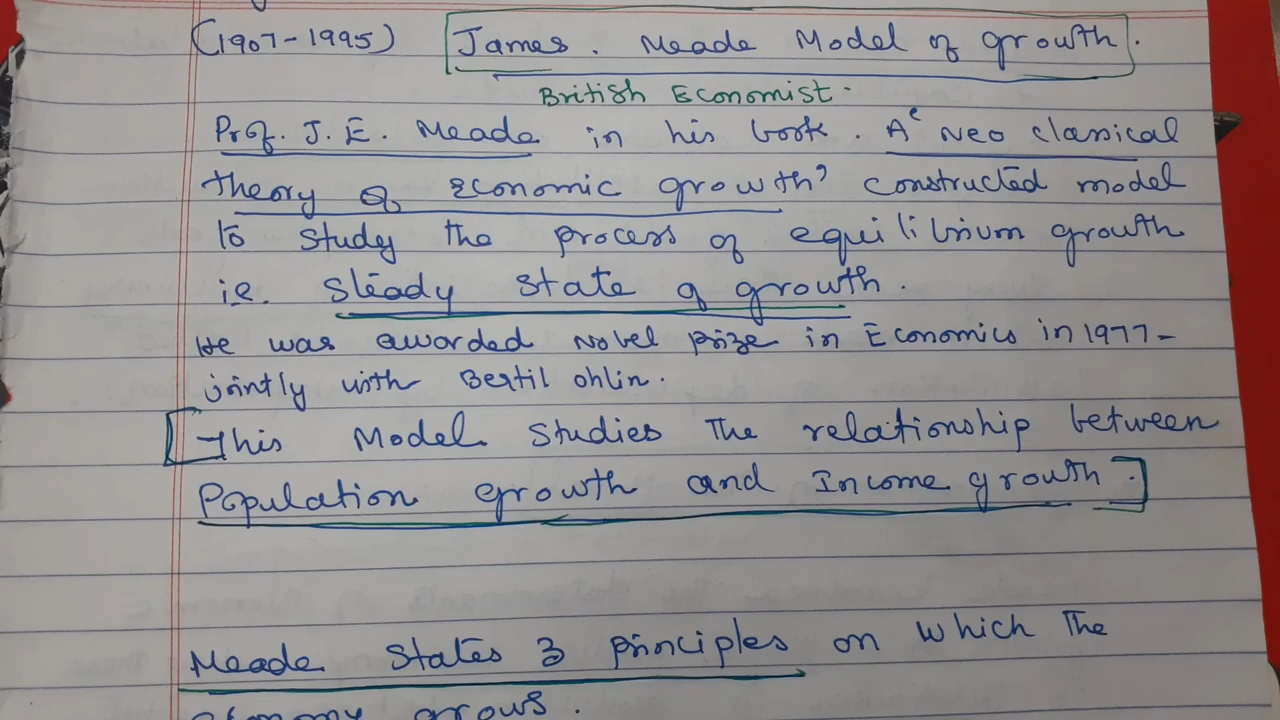 (1907-1995) James. Meade Model of growth.
British Economist.
Prof. J. E. Meade in his book. A Neo classical
theory of Economic growth' constructed model
to study the process of equilibrium growth
i.e. steady state of growth.
He was awarded Novel prize in Economics in 1977-
jointly with Bertil ohlin.
This Model studies The relationship between
Population growth and Income growth.
Meade States 3 principles on which The
economy grows.